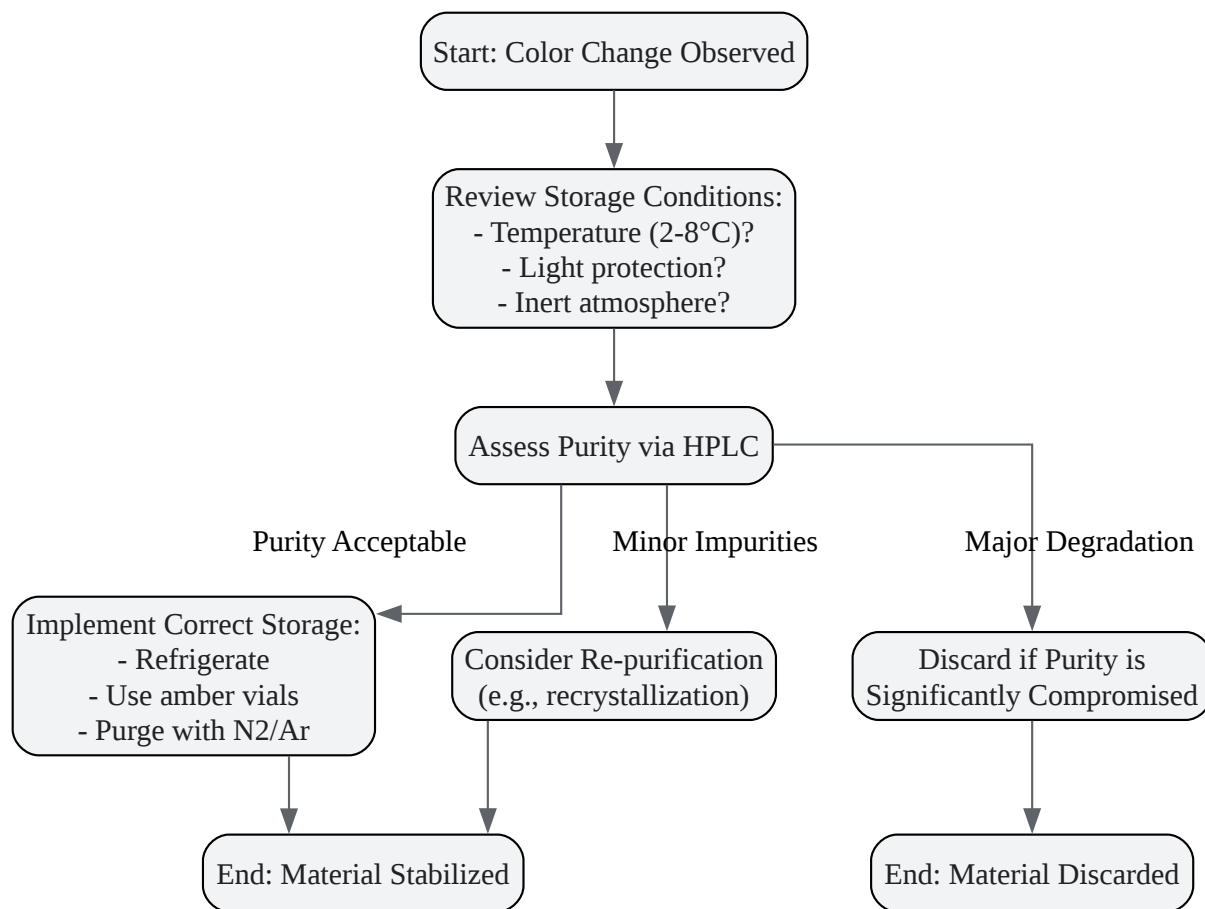 Start: Color Change Observed
Review Storage Conditions:
- Temperature (2-8°C)?
- Light protection?
- Inert atmosphere?
Assess Purity via HPLC
Purity Acceptable
Minor Impurities
Major Degradation
Implement Correct Storage:
- Refrigerate
- Use amber vials
- Purge with N2/Ar
Consider Re-purification
(e.g., recrystallization)
Discard if Purity is
Significantly Compromised
End: Material Stabilized
End: Material Discarded